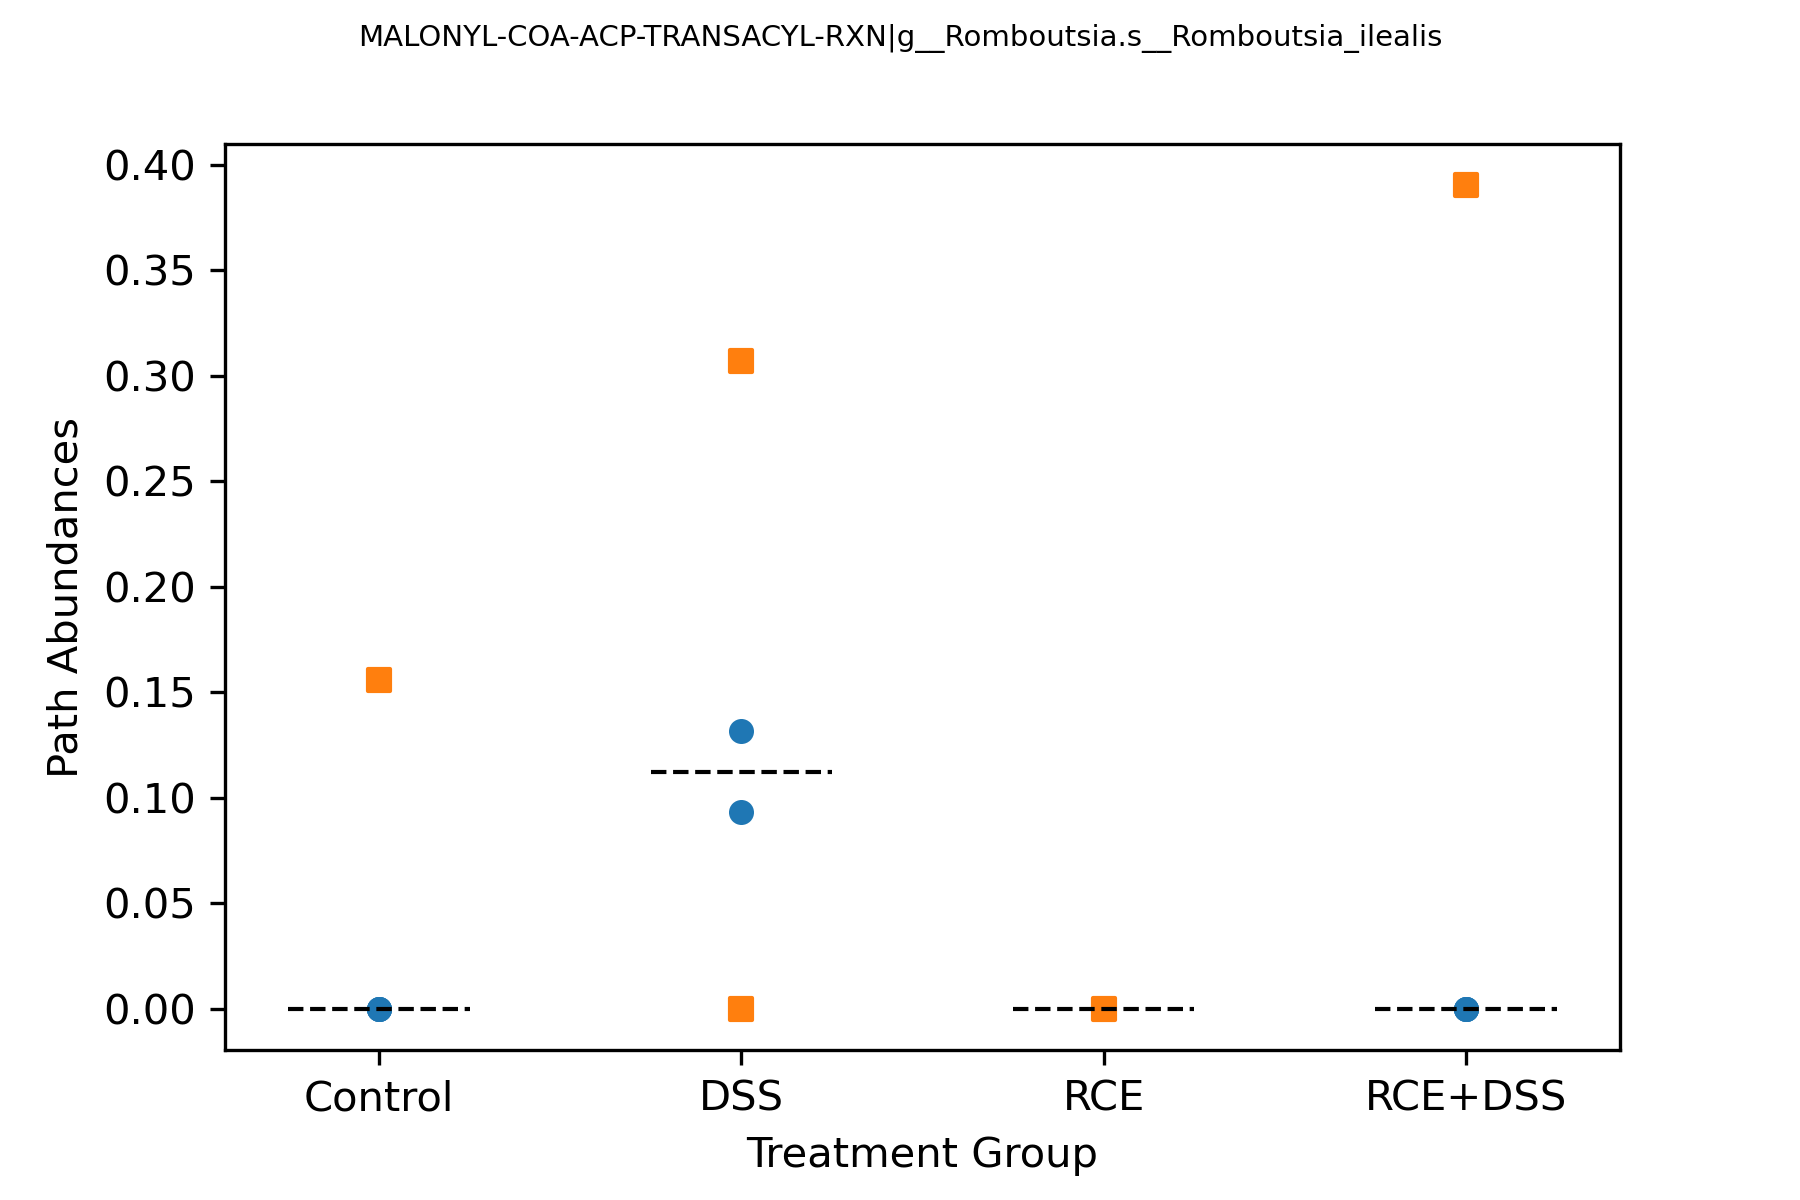 MALONYL-COA-ACP-TRANSACYL-RXN|g__Romboutsia.s__Romboutsia_ilealis
0.40
0.35
0.30
0.25
0.20
0.15
0.10
0.05
0.00
Path Abundances
Control DSS RCE RCE+DSS
Treatment Group